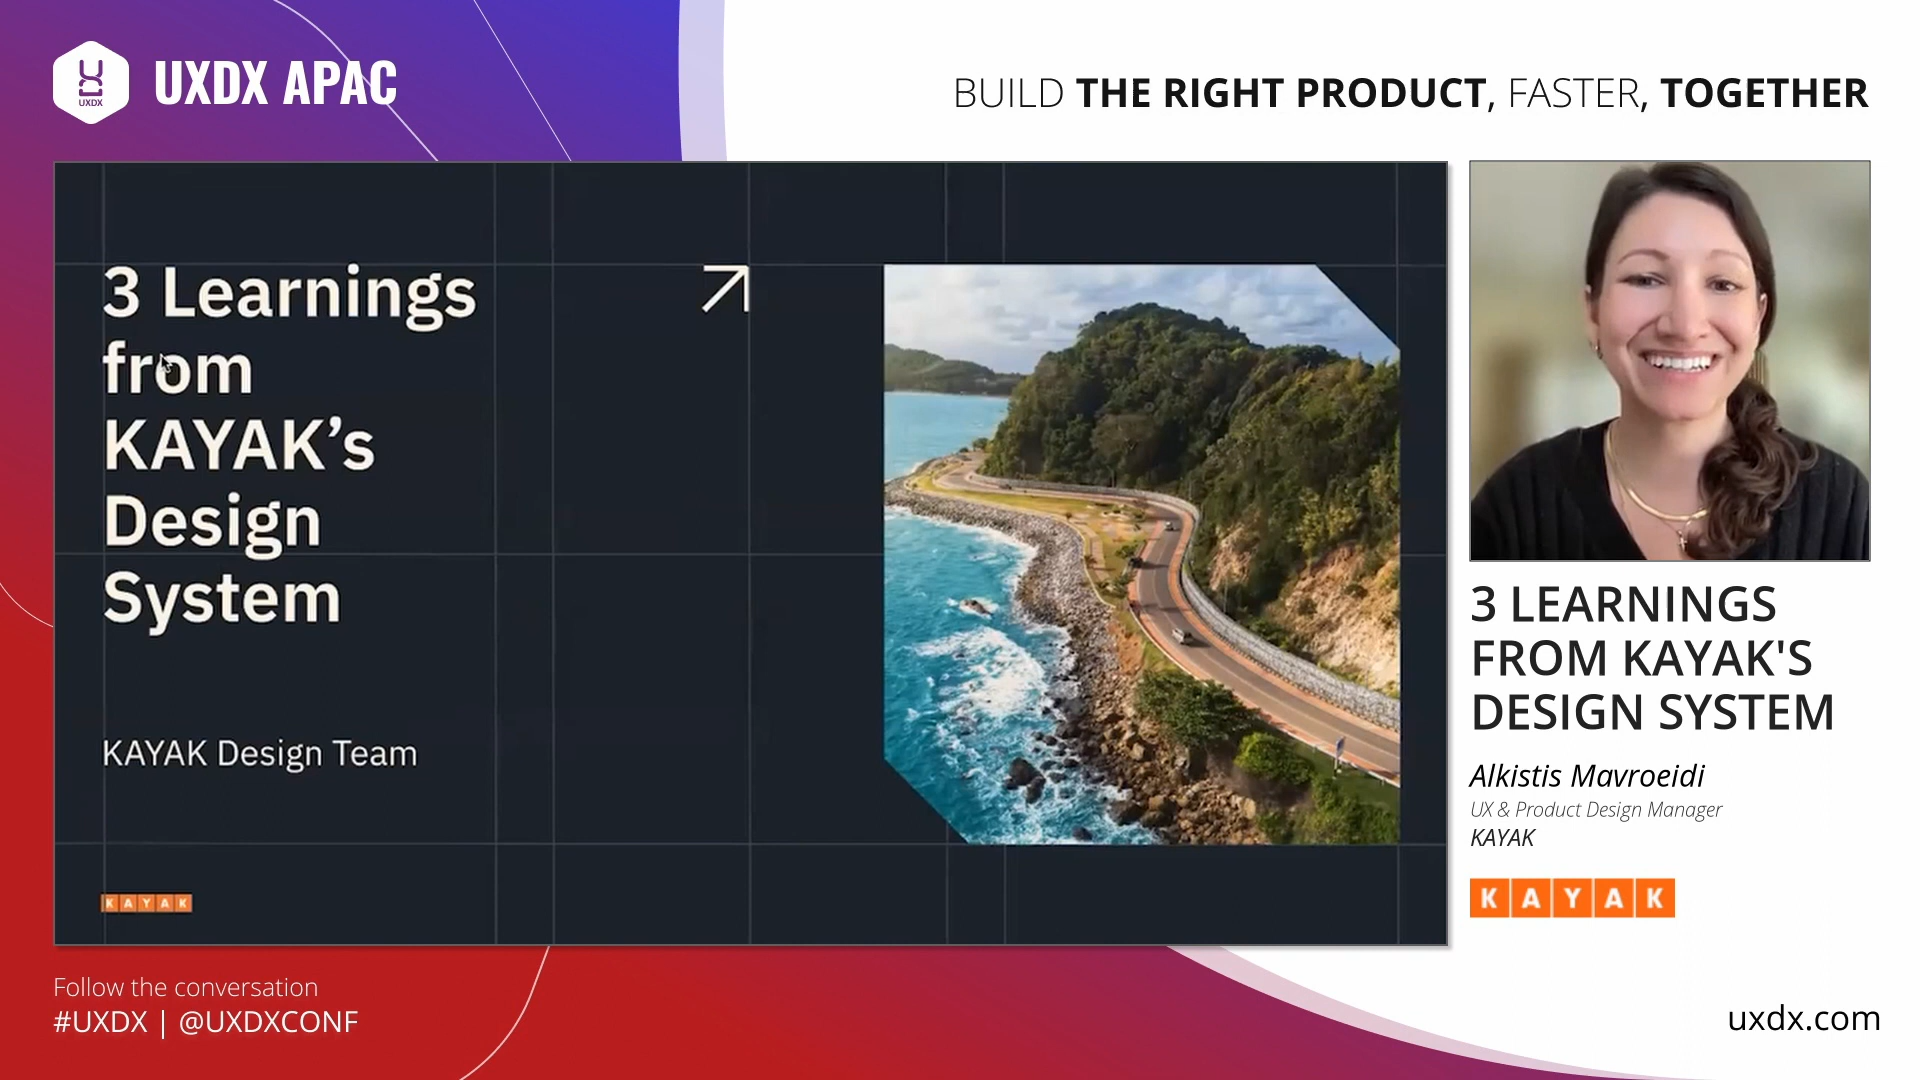 UXDX
UXDX APAC
BUILD THE RIGHT PRODUCT, FASTER, TOGETHER
3 Learnings
from
KAYAK’s
Design
System
KAYAK Design Team
KAYAK
3 LEARNINGS
FROM KAYAK'S
DESIGN SYSTEM
Alkistis Mavroeidi
UX & Product Design Manager
KAYAK
KAYAK
Follow the conversation
#UXDX | @UXDXCONF
uxdx.com